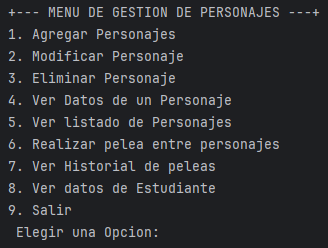 +--- MENU DE GESTION DE PERSONAJES ---+
1. Agregar Personajes
2. Modificar Personaje
3. Eliminar Personaje
4. Ver Datos de un Personaje
5. Ver listado de Personajes
6. Realizar pelea entre personajes
7. Ver Historial de peleas
8. Ver datos de Estudiante
9. Salir
Elegir una Opcion: